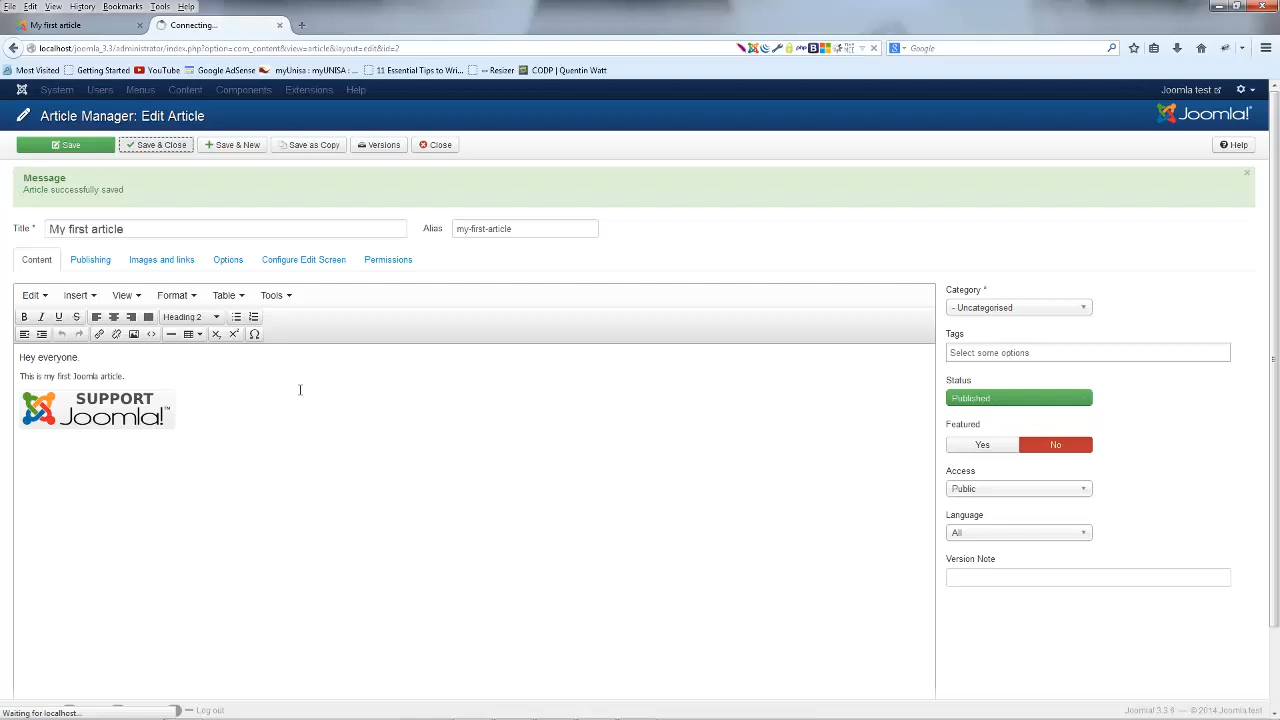 File Edit View History Bookmarks Tools Help
My first article
Connecting...
localhost/joomla_3.3/administrator/index.php?option=com_content&view=article&layout=edit&id=2
Google
Most Visited Getting Started YouTube Google AdSense myUnisa : myUNISA : ... 11 Essential Tips to Wri... -- Resizer CODP | Quentin Watt
System Users Menus Content Components Extensions Help Joomla test
Article Manager: Edit Article Joomla!
Save Save & Close Save & New Save as Copy Versions Close Help
Message
Article successfully saved
Title * My first article Alias my-first-article
Content Publishing Images and links Options Configure Edit Screen Permissions
Edit Insert View Format Table Tools
B I U S Heading 2
Hey everyone.
This is my first Joomla article.
SUPPORT
Joomla!™
Category *
- Uncategorised
Tags
Select some options
Status
Published
Featured
Yes No
Access
Public
Language
All
Version Note
Waiting for localhost... Log out Joomla! 3.3.6 — © 2014 Joomla test